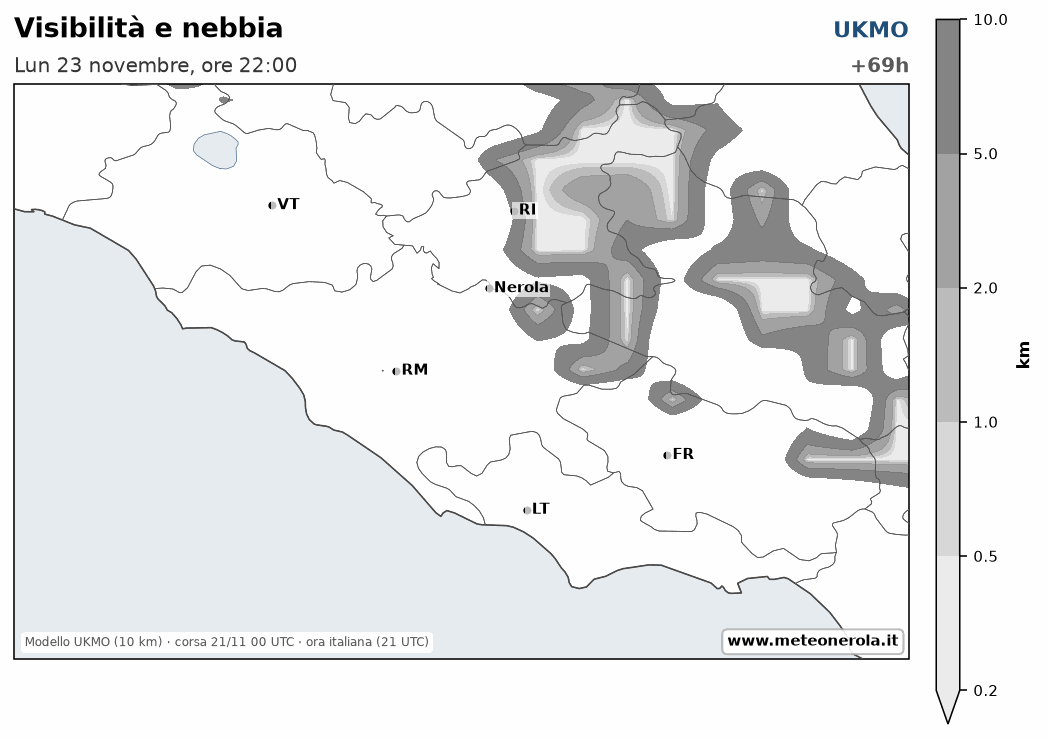 Visibilità e nebbia
UKMO
Lun 23 novembre, ore 22:00
+69h
VT
RI
Nerola
RM
FR
LT
Modello UKMO (10 km) · corsa 21/11 00 UTC · ora italiana (21 UTC)
www.meteonerola.it
10.0
5.0
2.0
1.0
0.5
0.2
km